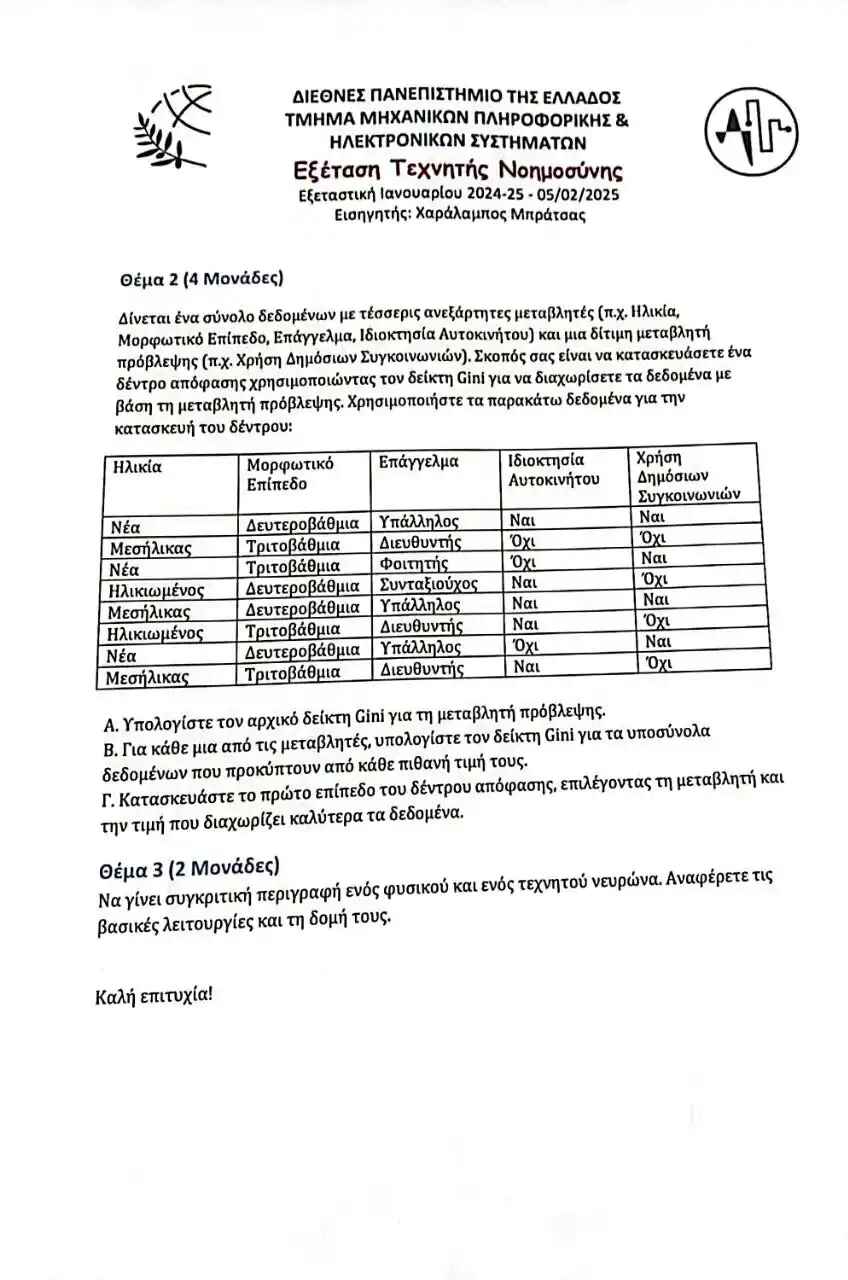 ΔΙΕΘΝΕΣ ΠΑΝΕΠΙΣΤΗΜΙΟ ΤΗΣ ΕΛΛΑΔΟΣ
ΤΜΗΜΑ ΜΗΧΑΝΙΚΩΝ ΠΛΗΡΟΦΟΡΙΚΗΣ &
ΗΛΕΚΤΡΟΝΙΚΩΝ ΣΥΣΤΗΜΑΤΩΝ
Εξέταση Τεχνητής Νοημοσύνης
Εξεταστική Ιανουαρίου 2024-25 - 05/02/2025
Εισηγητής: Χαράλαμπος Μπράτσας
Θέμα 2 (4 Μονάδες)
Δίνεται ένα σύνολο δεδομένων με τέσσερις ανεξάρτητες μεταβλητές (π.χ. Ηλικία,
Μορφωτικό Επίπεδο, Επάγγελμα, Ιδιοκτησία Αυτοκινήτου) και μια δίτιμη μεταβλητή
πρόβλεψης (π.χ. Χρήση Δημόσιων Συγκοινωνιών). Σκοπός σας είναι να κατασκευάσετε ένα
δέντρο απόφασης χρησιμοποιώντας τον δείκτη Gini για να διαχωρίσετε τα δεδομένα με
βάση τη μεταβλητή πρόβλεψης. Χρησιμοποιήστε τα παρακάτω δεδομένα για την
κατασκευή του δέντρου:
Ηλικία Μορφωτικό Επίπεδο Επάγγελμα Ιδιοκτησία Αυτοκινήτου Χρήση Δημόσιων Συγκοινωνιών
Νέα Δευτεροβάθμια Υπάλληλος Ναι Ναι
Μεσήλικας Τριτοβάθμια Διευθυντής Όχι Όχι
Νέα Τριτοβάθμια Φοιτητής Όχι Ναι
Ηλικιωμένος Δευτεροβάθμια Συνταξιούχος Ναι Όχι
Μεσήλικας Δευτεροβάθμια Υπάλληλος Ναι Ναι
Ηλικιωμένος Τριτοβάθμια Διευθυντής Ναι Όχι
Νέα Δευτεροβάθμια Υπάλληλος Όχι Ναι
Μεσήλικας Τριτοβάθμια Διευθυντής Ναι Όχι
Α. Υπολογίστε τον αρχικό δείκτη Gini για τη μεταβλητή πρόβλεψης.
Β. Για κάθε μια από τις μεταβλητές, υπολογίστε τον δείκτη Gini για τα υποσύνολα
δεδομένων που προκύπτουν από κάθε πιθανή τιμή τους.
Γ. Κατασκευάστε το πρώτο επίπεδο του δέντρου απόφασης, επιλέγοντας τη μεταβλητή και
την τιμή που διαχωρίζει καλύτερα τα δεδομένα.
Θέμα 3 (2 Μονάδες)
Να γίνει συγκριτική περιγραφή ενός φυσικού και ενός τεχνητού νευρώνα. Αναφέρετε τις
βασικές λειτουργίες και τη δομή τους.
Καλή επιτυχία!